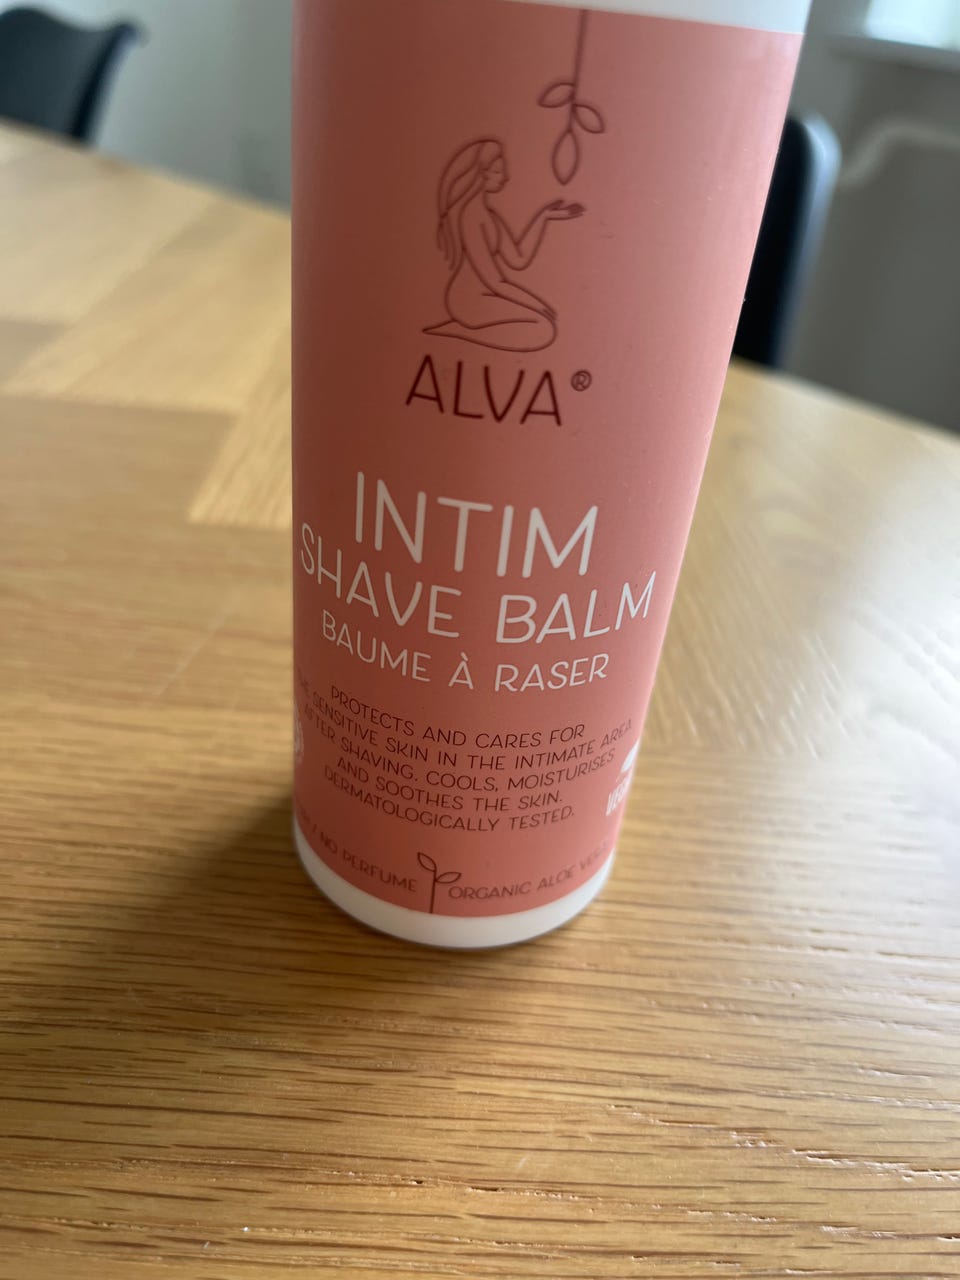 ALVA®
INTIM
SHAVE BALM
BAUME À RASER
PROTECTS AND CARES FOR
SENSITIVE SKIN IN THE INTIMATE AREA
AFTER SHAVING. COOLS, MOISTURISES
AND SOOTHES THE SKIN.
DERMATOLOGICALLY TESTED.
/ NO PERFUME
ORGANIC ALOE VERA